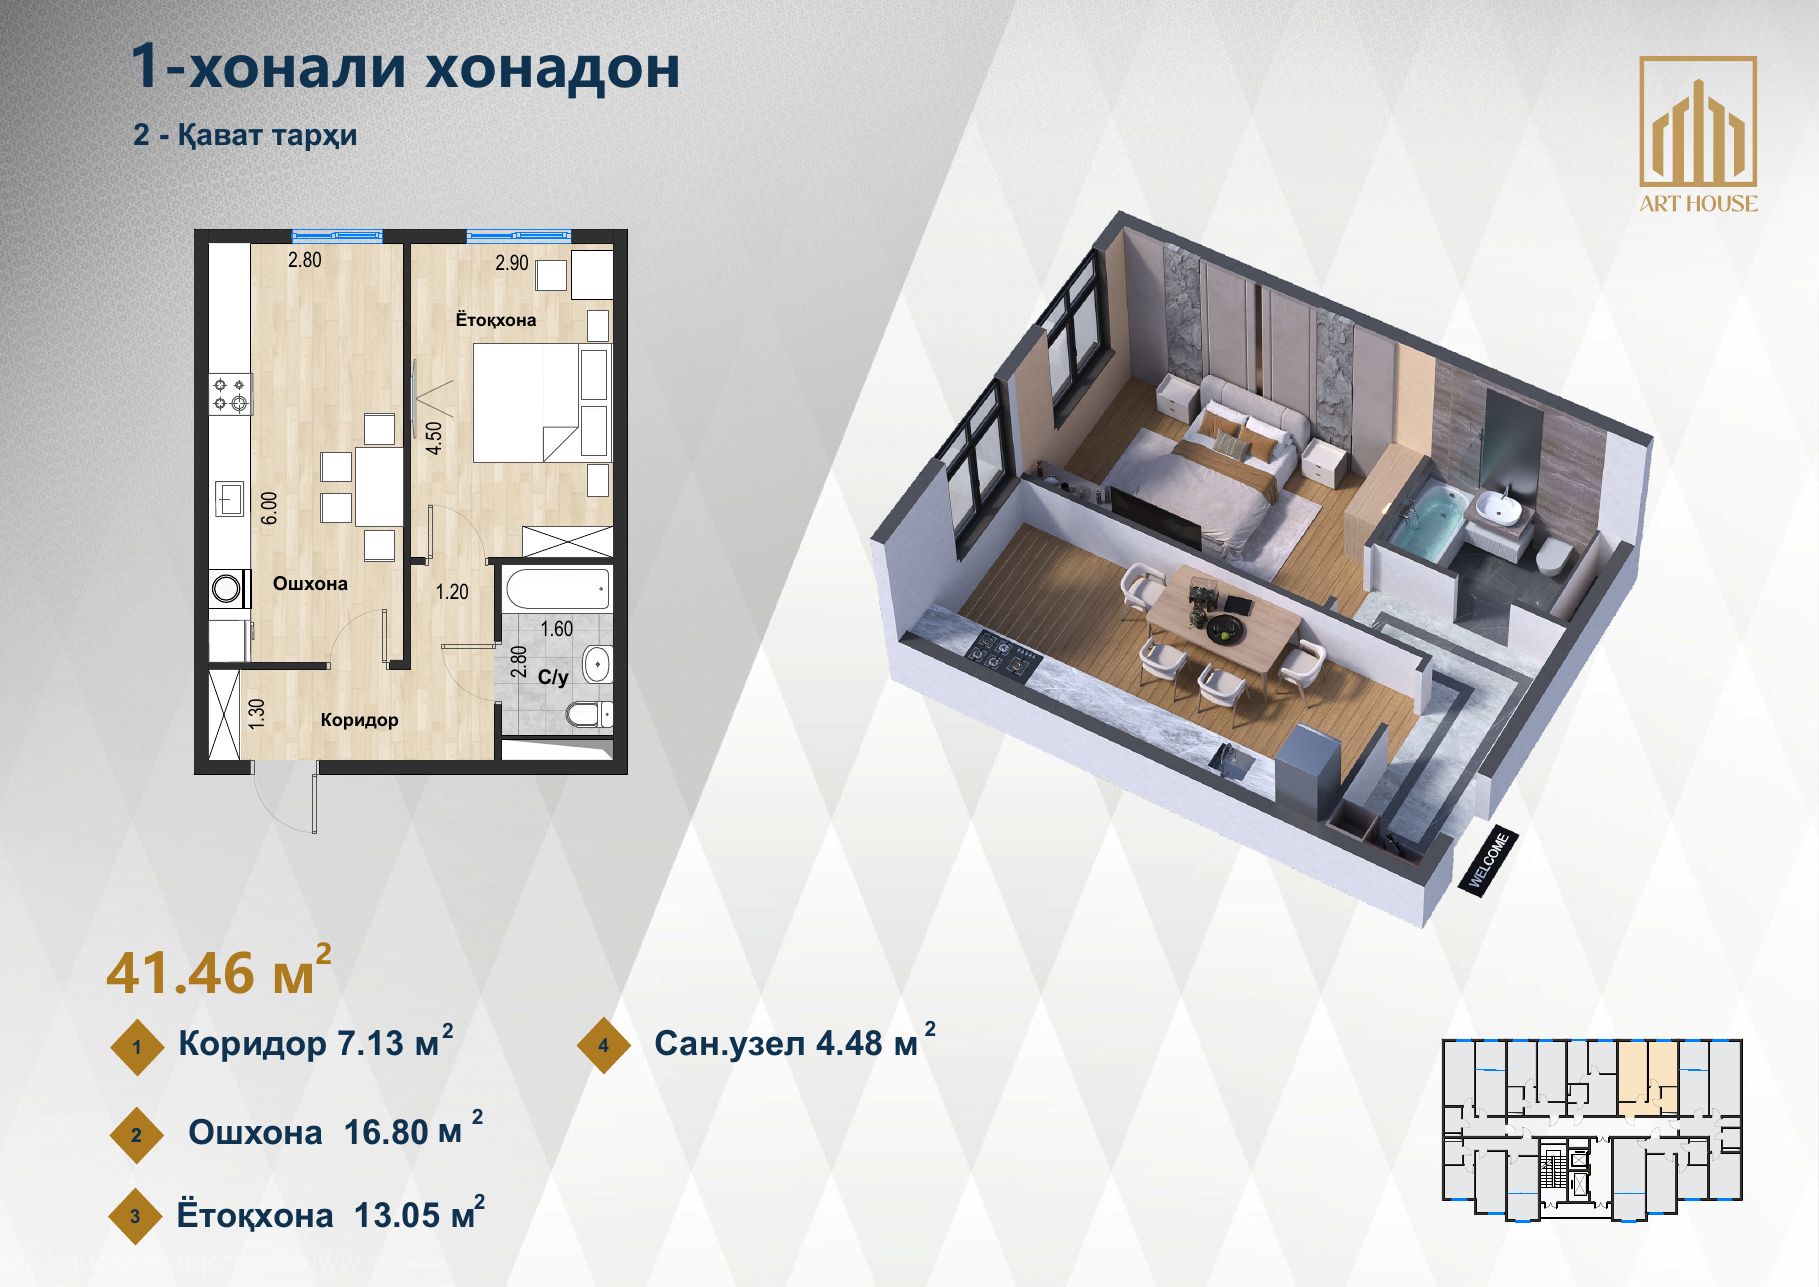 1-хонали хонадон
2 - Қават тарҳи
ART HOUSE
2.80
2.90
Ётоқхона
4.50
6.00
Ошхона
1.20
1.60
2.80
С/у
1.30
Коридор
WELCOME
41.46 м²
1 Коридор 7.13 м²
4 Сан.узел 4.48 м²
2 Ошхона 16.80 м²
3 Ётоқхона 13.05 м²